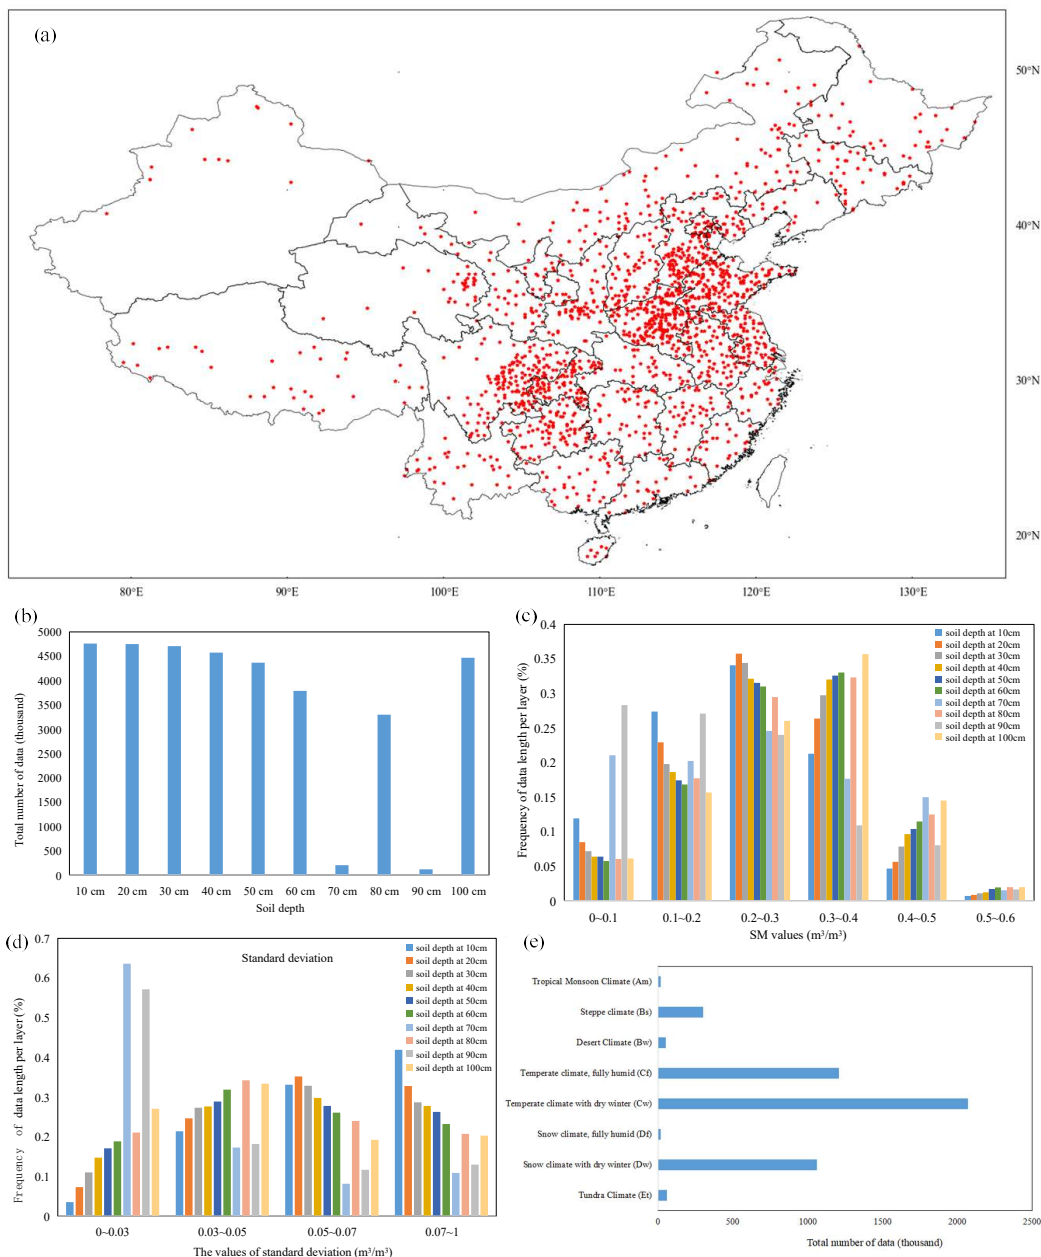 (a)
50°N
40°N
30°N
20°N
80°E 90°E 100°E 110°E 120°E 130°E
(b)
Total number of data (thousand)
5000
4500
4000
3500
3000
2500
2000
1500
1000
500
0
10 cm 20 cm 30 cm 40 cm 50 cm 60 cm 70 cm 80 cm 90 cm 100 cm
Soil depth
(c)
Frequency of data length per layer (%)
0.4
0.35
0.3
0.25
0.2
0.15
0.1
0.05
0
soil depth at 10cm
soil depth at 20cm
soil depth at 30cm
soil depth at 40cm
soil depth at 50cm
soil depth at 60cm
soil depth at 70cm
soil depth at 80cm
soil depth at 90cm
soil depth at 100cm
0~0.1 0.1~0.2 0.2~0.3 0.3~0.4 0.4~0.5 0.5~0.6
SM values (m³/m³)
(d)
Frequency of data length per layer (%)
0.7
0.6
0.5
0.4
0.3
0.2
0.1
0
Standard deviation
soil depth at 10cm
soil depth at 20cm
soil depth at 30cm
soil depth at 40cm
soil depth at 50cm
soil depth at 60cm
soil depth at 70cm
soil depth at 80cm
soil depth at 90cm
soil depth at 100cm
0~0.03 0.03~0.05 0.05~0.07 0.07~1
The values of standard deviation (m³/m³)
(e)
Tropical Monsoon Climate (Am)
Steppe climate (Bs)
Desert Climate (Bw)
Temperate climate, fully humid (Cf)
Temperate climate with dry winter (Cw)
Snow climate, fully humid (Df)
Snow climate with dry winter (Dw)
Tundra Climate (Et)
0 500 1000 1500 2000 2500
Total number of data (thousand)